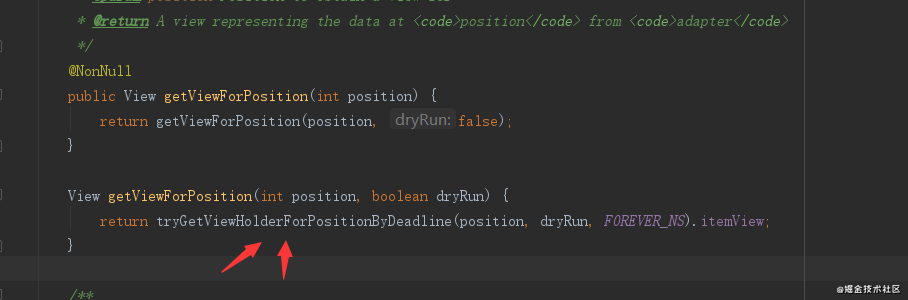 * @return A view representing the data at <code>position</code> from <code>adapter</code>
*/
@NonNull
public View getViewForPosition(int position) {
return getViewForPosition(position, dryRun: false);
}
View getViewForPosition(int position, boolean dryRun) {
return tryGetViewHolderForPositionByDeadline(position, dryRun, FOREVER_NS).itemView;
}
/**
@掘金技术社区